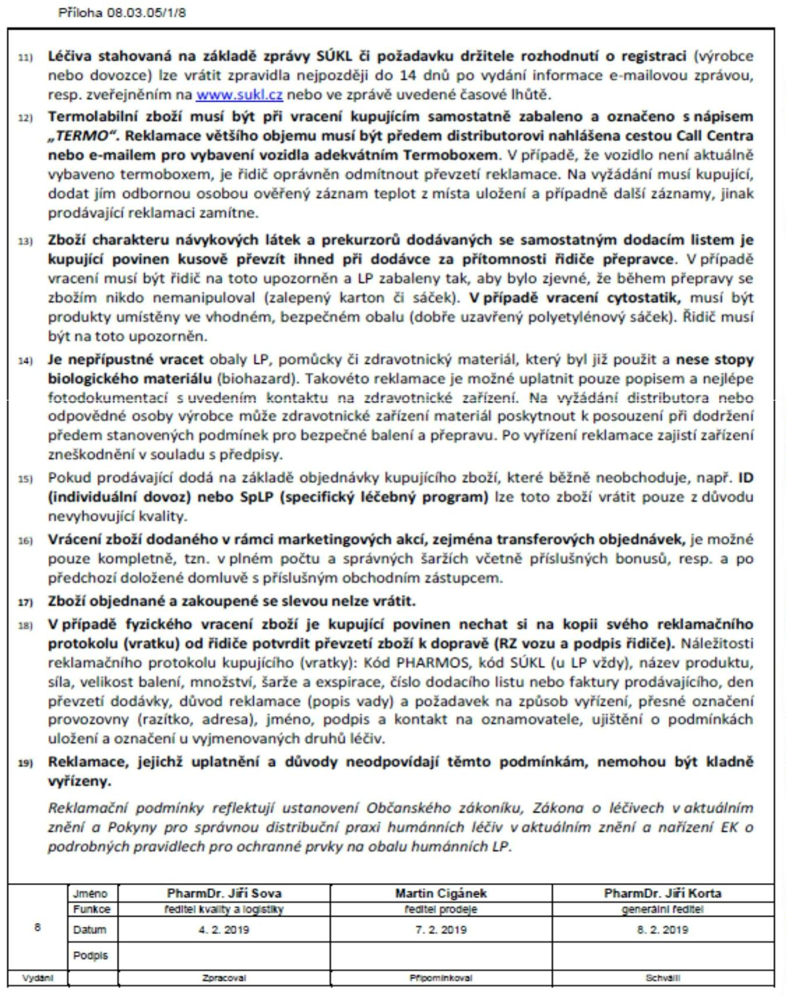 Příloha 08.03.05/1/8
11) Léčiva stahovaná na základě zprávy SÚKL či požadavku držitele rozhodnutí o registraci (výrobce
nebo dovozce) lze vrátit zpravidla nejpozději do 14 dnů po vydání informace e-mailovou zprávou,
resp. zveřejněním na www.sukl.cz nebo ve zprávě uvedené časové lhůtě.
12) Termolabilní zboží musí být při vracení kupujícím samostatně zabaleno a označeno s nápisem
„TERMO“. Reklamace většího objemu musí být předem distributorovi nahlášena cestou Call Centra
nebo e-mailem pro vybavení vozidla adekvátním Termoboxem. V případě, že vozidlo není aktuálně
vybaveno termoboxem, je řidič oprávněn odmítnout převzetí reklamace. Na vyžádání musí kupující,
dodat jím odbornou osobou ověřený záznam teplot z místa uložení a případně další záznamy, jinak
prodávající reklamaci zamítne.
13) Zboží charakteru návykových látek a prekurzorů dodávaných se samostatným dodacím listem je
kupující povinen kusově převzít ihned při dodávce za přítomnosti řidiče přepravce. V případě
vracení musí být řidič na toto upozorněn a LP zabaleny tak, aby bylo zjevné, že během přepravy se
zbožím nikdo nemanipuloval (zalepený karton či sáček). V případě vracení cytostatik, musí být
produkty umístěny ve vhodném, bezpečném obalu (dobře uzavřený polyetylénový sáček). Řidič musí
být na toto upozorněn.
14) Je nepřípustné vracet obaly LP, pomůcky či zdravotnický materiál, který byl již použit a nese stopy
biologického materiálu (biohazard). Takovéto reklamace je možné uplatnit pouze popisem a nejlépe
fotodokumentací s uvedením kontaktu na zdravotnické zařízení. Na vyžádání distributora nebo
odpovědné osoby výrobce může zdravotnické zařízení materiál poskytnout k posouzení při dodržení
předem stanovených podmínek pro bezpečné balení a přepravu. Po vyřízení reklamace zajistí zařízení
zneškodnění v souladu s předpisy.
15) Pokud prodávající dodá na základě objednávky kupujícího zboží, které běžně neobchoduje, např. ID
(individuální dovoz) nebo SpLP (specifický léčebný program) lze toto zboží vrátit pouze z důvodu
nevyhovující kvality.
16) Vrácení zboží dodaného v rámci marketingových akcí, zejména transferových objednávek, je možné
pouze kompletně, tzn. v plném počtu a správných šaržích včetně příslušných bonusů, resp. a po
předchozí doložené domluvě s příslušným obchodním zástupcem.
17) Zboží objednané a zakoupené se slevou nelze vrátit.
18) V případě fyzického vracení zboží je kupující povinen nechat si na kopii svého reklamačního
protokolu (vratku) od řidiče potvrdit převzetí zboží k dopravě (RZ vozu a podpis řidiče). Náležitosti
reklamačního protokolu kupujícího (vratky): Kód PHARMOS, kód SÚKL (u LP vždy), název produktu,
síla, velikost balení, množství, šarže a exspirace, číslo dodacího listu nebo faktury prodávajícího, den
převzetí dodávky, důvod reklamace (popis vady) a požadavek na způsob vyřízení, přesné označení
provozovny (razítko, adresa), jméno, podpis a kontakt na oznamovatele, ujištění o podmínkách
uložení a označení u vyjmenovaných druhů léčiv.
19) Reklamace, jejichž uplatnění a důvody neodpovídají těmto podmínkám, nemohou být kladně
vyřízeny.
Reklamační podmínky reflektují ustanovení Občanského zákoníku, Zákona o léčivech v aktuálním
znění a Pokyny pro správnou distribuční praxi humánních léčiv v aktuálním znění a nařízení EK o
podrobných pravidlech pro ochranné prvky na obalu humánních LP.
Jméno PharmDr. Jiří Sova Martin Cigánek PharmDr. Jiří Korta
Funkce ředitel kvality a logistiky ředitel prodeje generální ředitel
8 Datum 4. 2. 2019 7. 2. 2019 8. 2. 2019
Podpis
Vydání Zpracoval Připomínkoval Schválil